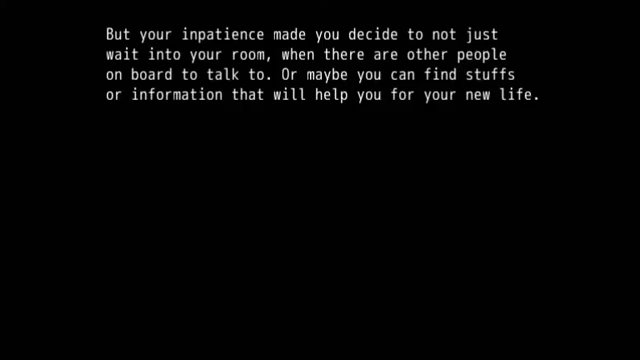 But your inpatience made you decide to not just
wait into your room, when there are other people
on board to talk to. Or maybe you can find stuffs
or information that will help you for your new life.